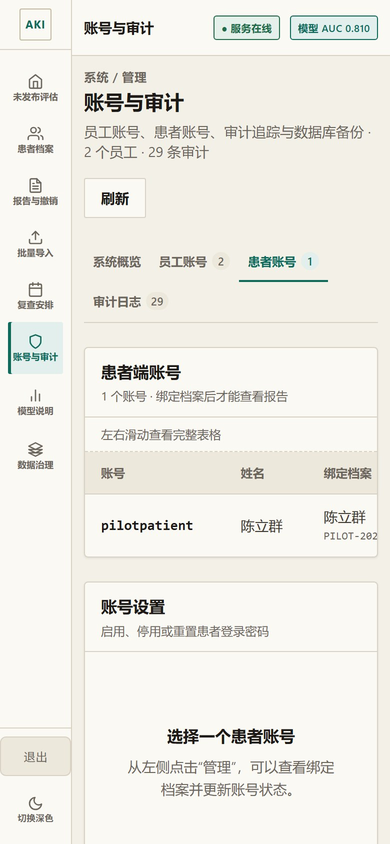 AKI
账号与审计
服务在线
模型 AUC 0.810
未发布评估
患者档案
报告与撤销
批量导入
复查安排
账号与审计
模型说明
数据治理
退出
切换深色
系统 / 管理
账号与审计
员工账号、患者账号、审计追踪与数据库备份 ·
2 个员工 · 29 条审计
刷新
系统概览 员工账号 2 患者账号 1
审计日志 29
患者端账号
1 个账号 · 绑定档案后才能查看报告
左右滑动查看完整表格
账号 姓名 绑定档案
pilotpatient 陈立群 陈立群
PILOT-202
账号设置
启用、停用或重置患者登录密码
选择一个患者账号
从左侧点击“管理”，可以查看绑定
档案并更新账号状态。